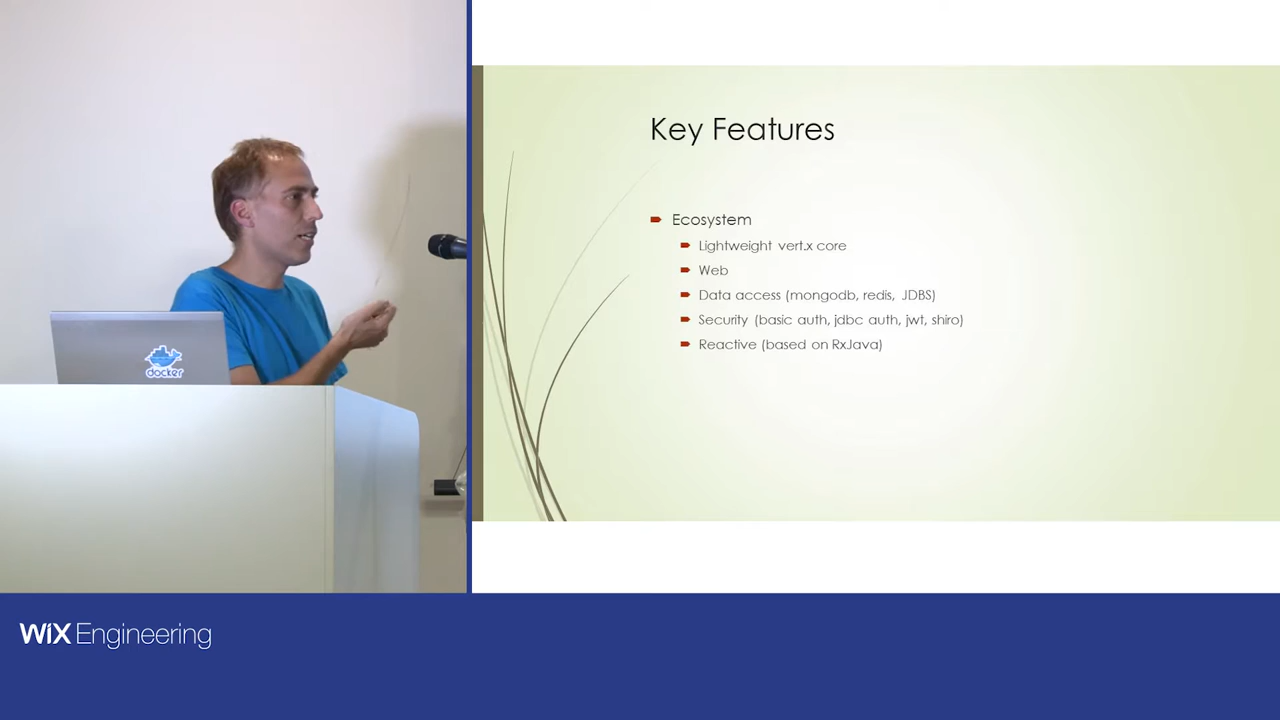 Key Features
Ecosystem
Lightweight vert.x core
Web
Data access (mongodb, redis, JDBS)
Security (basic auth, jdbc auth, jwt, shiro)
Reactive (based on RxJava)
docker
WiX Engineering